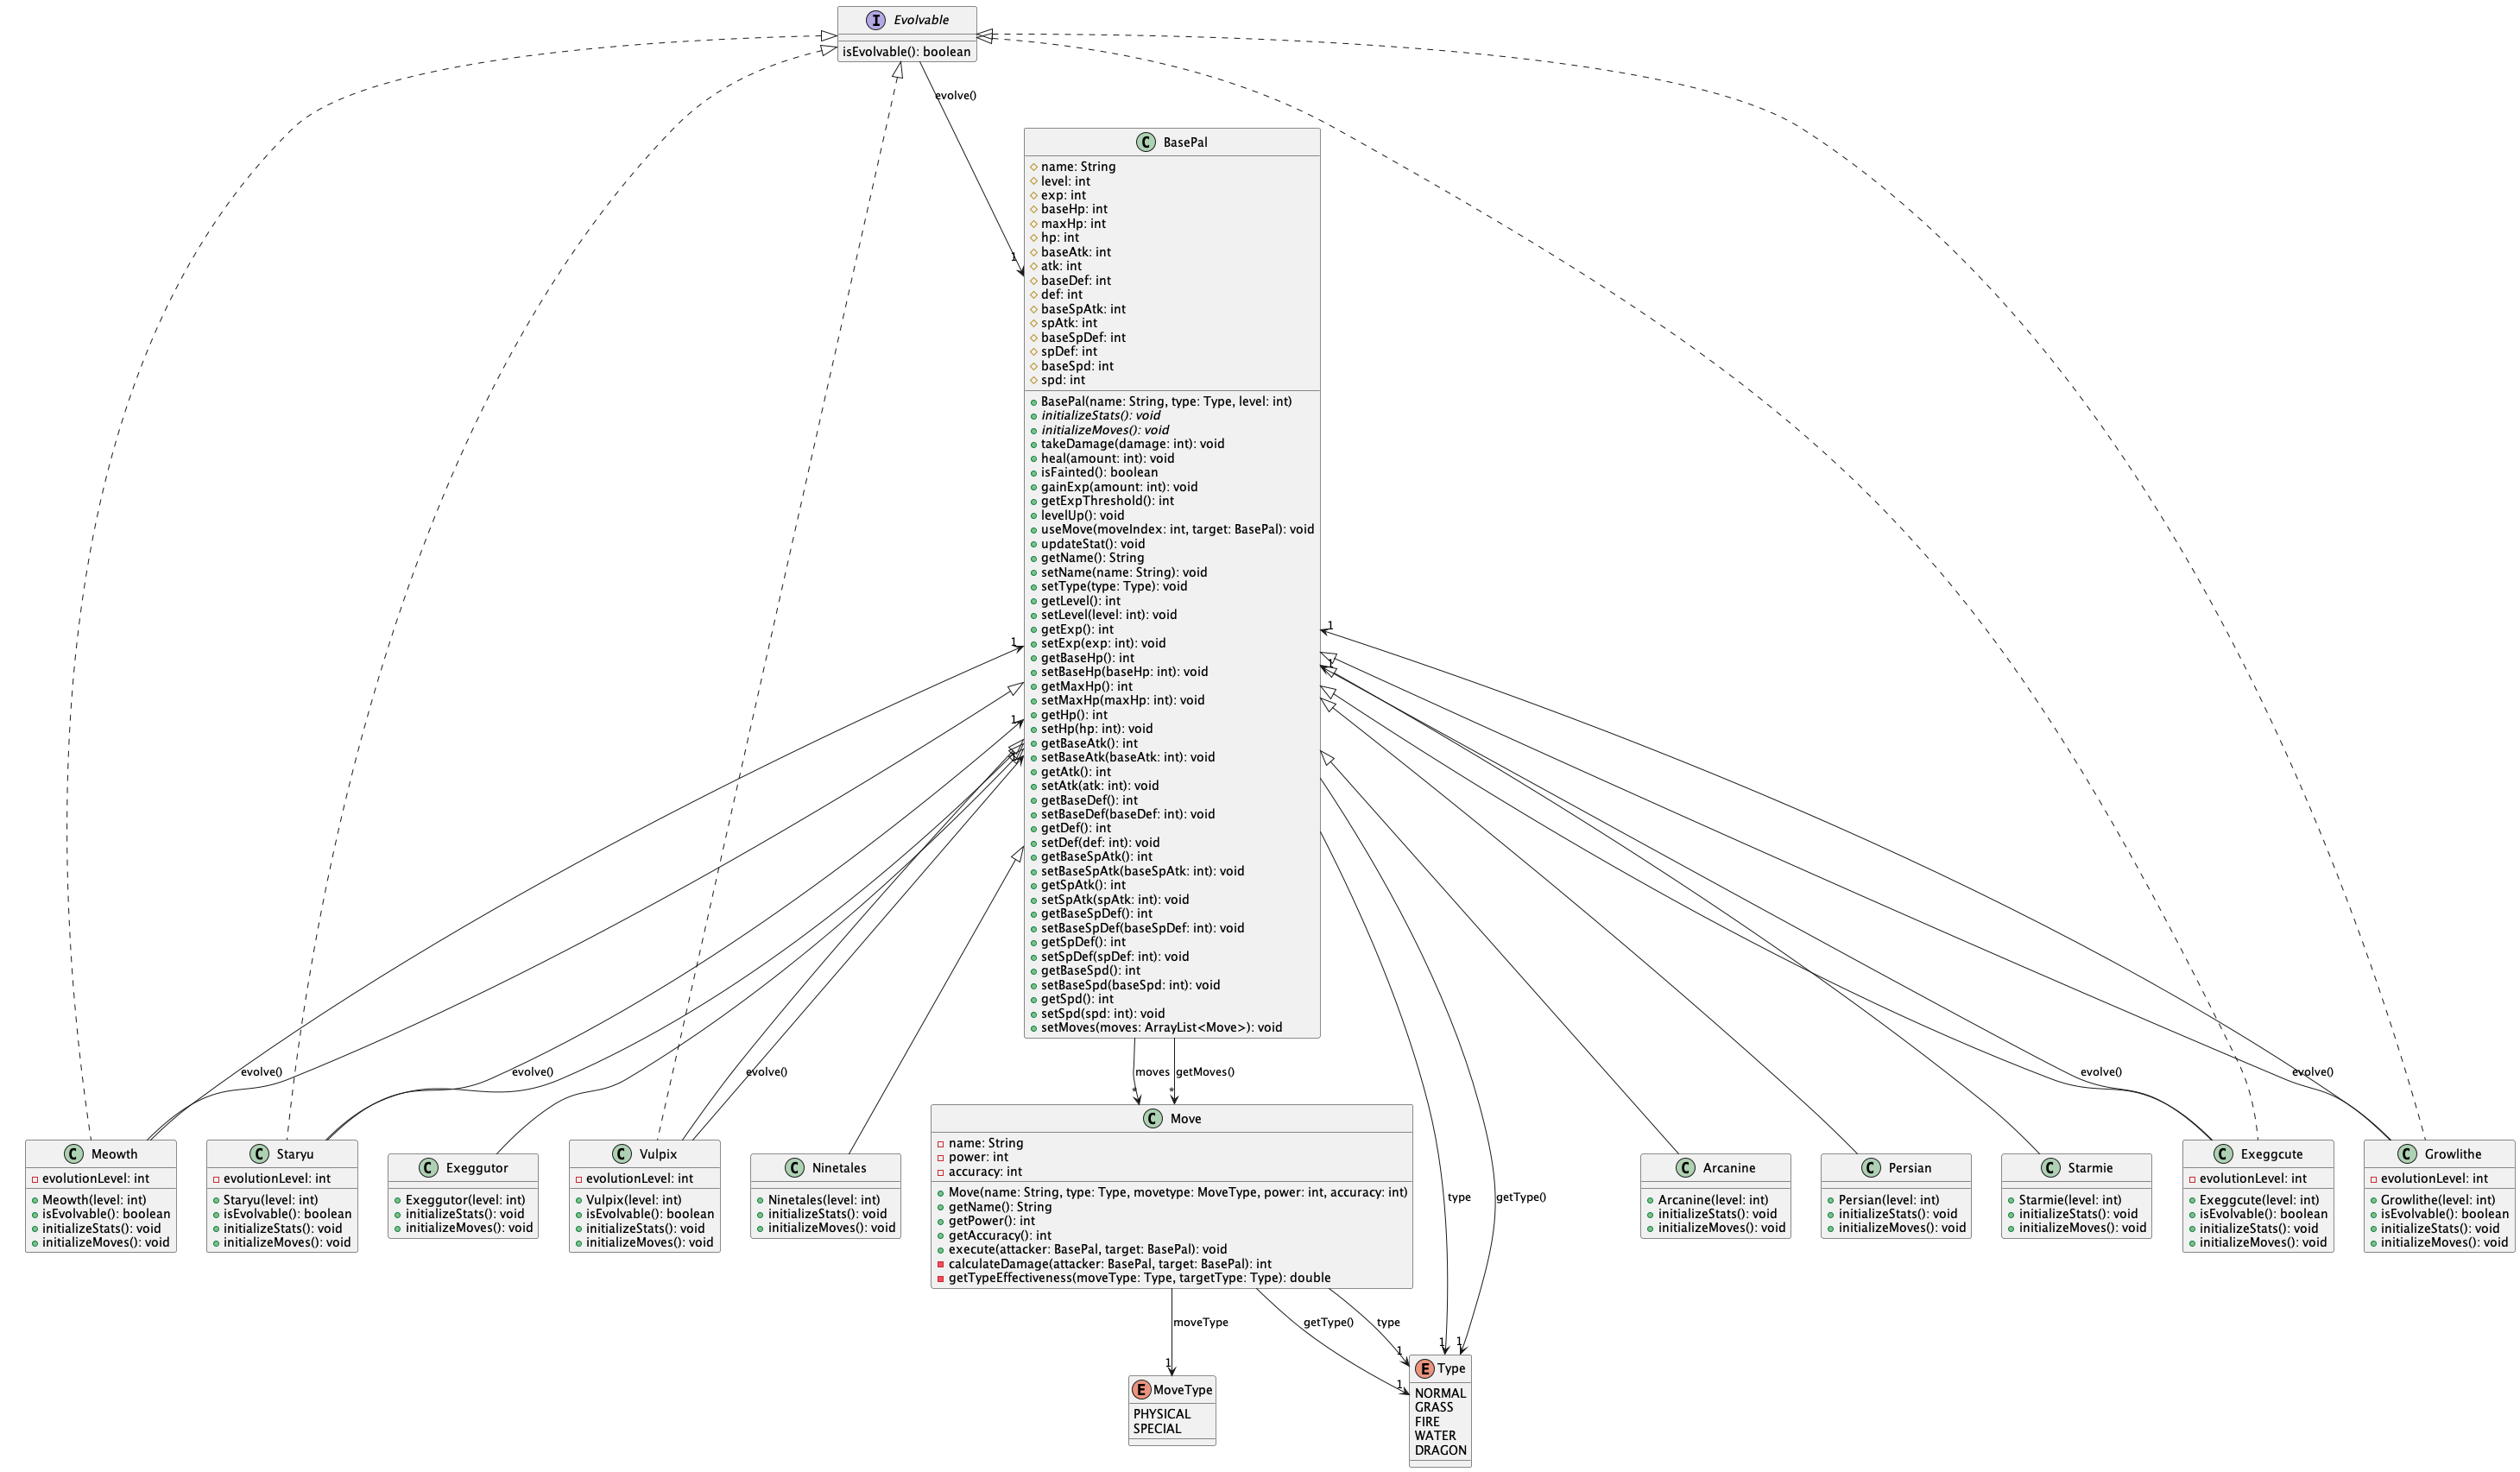 I Evolvable
isEvolvable(): boolean
evolve()
1
C BasePal
name: String
level: int
exp: int
baseHp: int
maxHp: int
hp: int
baseAtk: int
atk: int
baseDef: int
def: int
baseSpAtk: int
spAtk: int
baseSpDef: int
spDef: int
baseSpd: int
spd: int
BasePal(name: String, type: Type, level: int)
initializeStats(): void
initializeMoves(): void
takeDamage(damage: int): void
heal(amount: int): void
isFainted(): boolean
gainExp(amount: int): void
getExpThreshold(): int
levelUp(): void
useMove(moveIndex: int, target: BasePal): void
updateStat(): void
getName(): String
setName(name: String): void
setType(type: Type): void
getLevel(): int
setLevel(level: int): void
getExp(): int
setExp(exp: int): void
getBaseHp(): int
setBaseHp(baseHp: int): void
getMaxHp(): int
setMaxHp(maxHp: int): void
getHp(): int
setHp(hp: int): void
getBaseAtk(): int
setBaseAtk(baseAtk: int): void
getAtk(): int
setAtk(atk: int): void
getBaseDef(): int
setBaseDef(baseDef: int): void
getDef(): int
setDef(def: int): void
getBaseSpAtk(): int
setBaseSpAtk(baseSpAtk: int): void
getSpAtk(): int
setSpAtk(spAtk: int): void
getBaseSpDef(): int
setBaseSpDef(baseSpDef: int): void
getSpDef(): int
setSpDef(spDef: int): void
getBaseSpd(): int
setBaseSpd(baseSpd: int): void
getSpd(): int
setSpd(spd: int): void
setMoves(moves: ArrayList<Move>): void
1
1
1
1
1
evolve()
evolve()
evolve()
evolve()
evolve()
evolve()
moves
*
getMoves()
*
C Meowth
evolutionLevel: int
Meowth(level: int)
isEvolvable(): boolean
initializeStats(): void
initializeMoves(): void
C Staryu
evolutionLevel: int
Staryu(level: int)
isEvolvable(): boolean
initializeStats(): void
initializeMoves(): void
C Exeggutor
Exeggutor(level: int)
initializeStats(): void
initializeMoves(): void
C Vulpix
evolutionLevel: int
Vulpix(level: int)
isEvolvable(): boolean
initializeStats(): void
initializeMoves(): void
C Ninetales
Ninetales(level: int)
initializeStats(): void
initializeMoves(): void
C Move
name: String
power: int
accuracy: int
Move(name: String, type: Type, movetype: MoveType, power: int, accuracy: int)
getName(): String
getPower(): int
getAccuracy(): int
execute(attacker: BasePal, target: BasePal): void
calculateDamage(attacker: BasePal, target: BasePal): int
getTypeEffectiveness(moveType: Type, targetType: Type): double
type
getType()
C Arcanine
Arcanine(level: int)
initializeStats(): void
initializeMoves(): void
C Persian
Persian(level: int)
initializeStats(): void
initializeMoves(): void
C Starmie
Starmie(level: int)
initializeStats(): void
initializeMoves(): void
C Exeggcute
evolutionLevel: int
Exeggcute(level: int)
isEvolvable(): boolean
initializeStats(): void
initializeMoves(): void
C Growlithe
evolutionLevel: int
Growlithe(level: int)
isEvolvable(): boolean
initializeStats(): void
initializeMoves(): void
moveType
getType()
type
1
1
1
1
1
E MoveType
PHYSICAL
SPECIAL
E Type
NORMAL
GRASS
FIRE
WATER
DRAGON